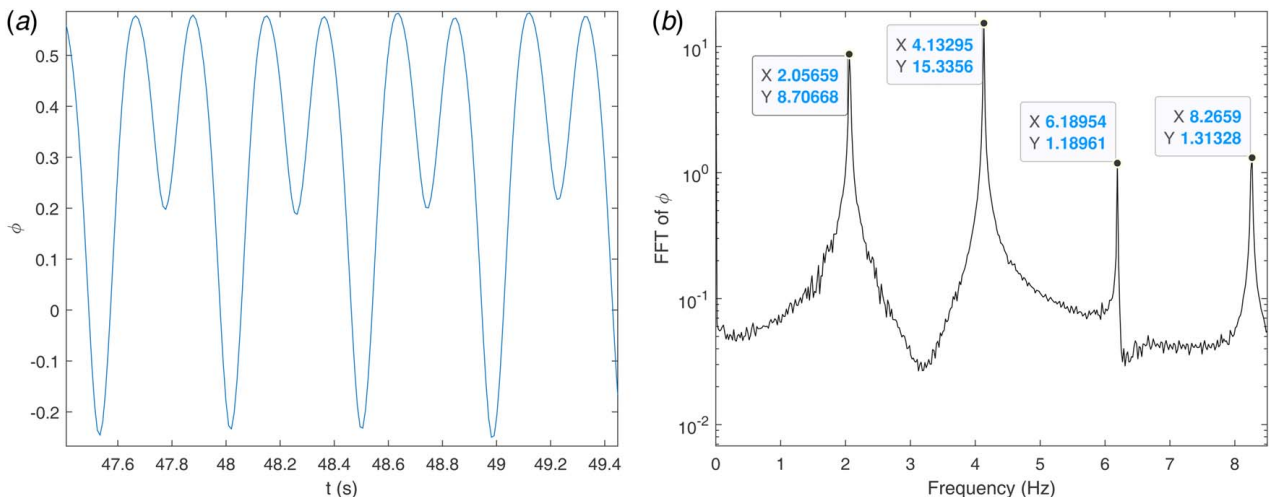 (a)
0.5
0.4
0.3
0.2
0.1
0
-0.1
-0.2
ϕ
47.6 47.8 48 48.2 48.4 48.6 48.8 49 49.2 49.4
t (s)
(b)
10^1
10^0
10^-1
10^-2
FFT of ϕ
X 2.05659
Y 8.70668
X 4.13295
Y 15.3356
X 6.18954
Y 1.18961
X 8.2659
Y 1.31328
0 1 2 3 4 5 6 7 8
Frequency (Hz)